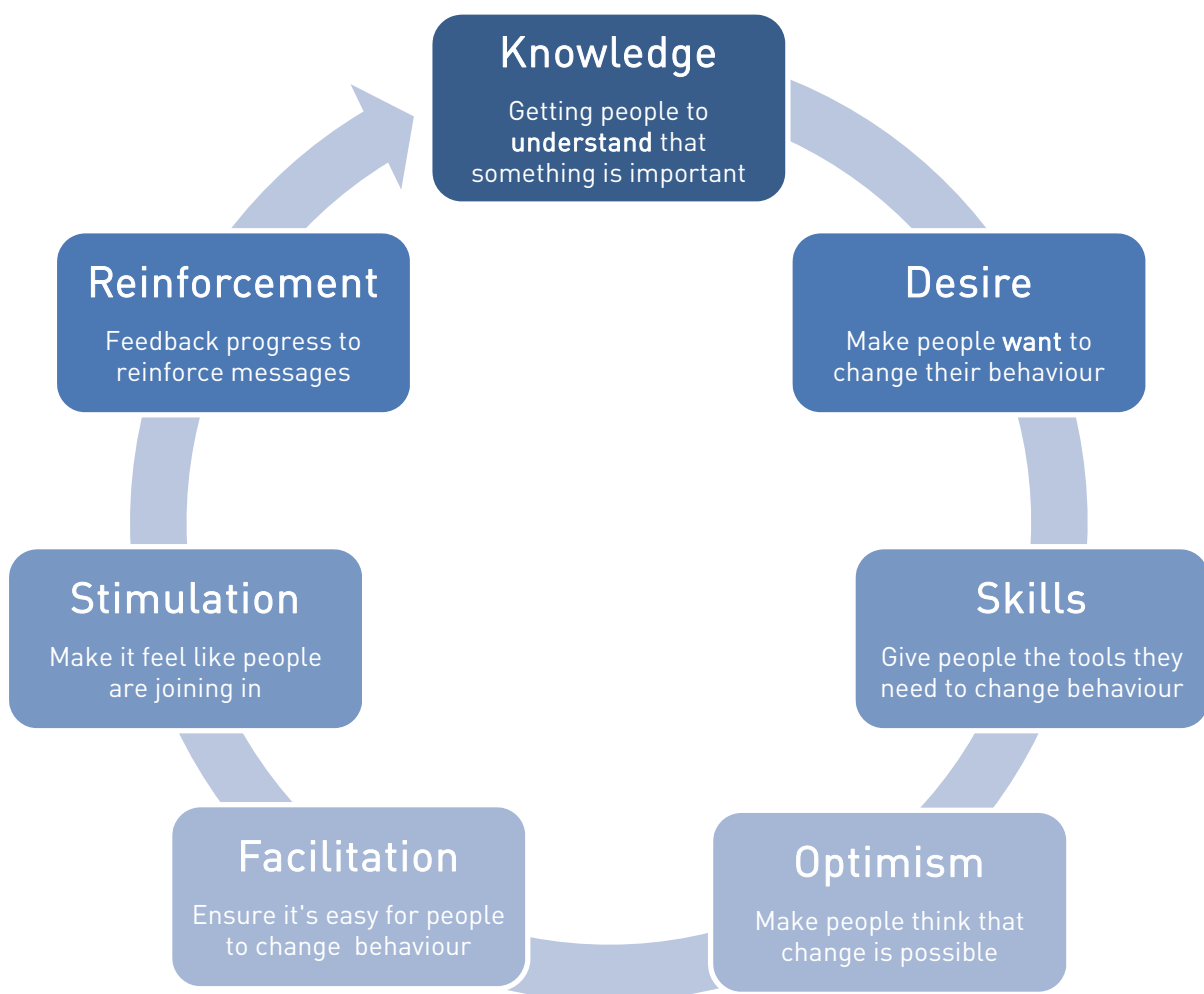 Knowledge
Getting people to
understand that
something is important
Desire
Make people want to
change their behaviour
Skills
Give people the tools they
need to change behaviour
Optimism
Make people think that
change is possible
Facilitation
Ensure it's easy for people
to change  behaviour
Stimulation
Make it feel like people
are joining in
Reinforcement
Feedback progress to
reinforce messages